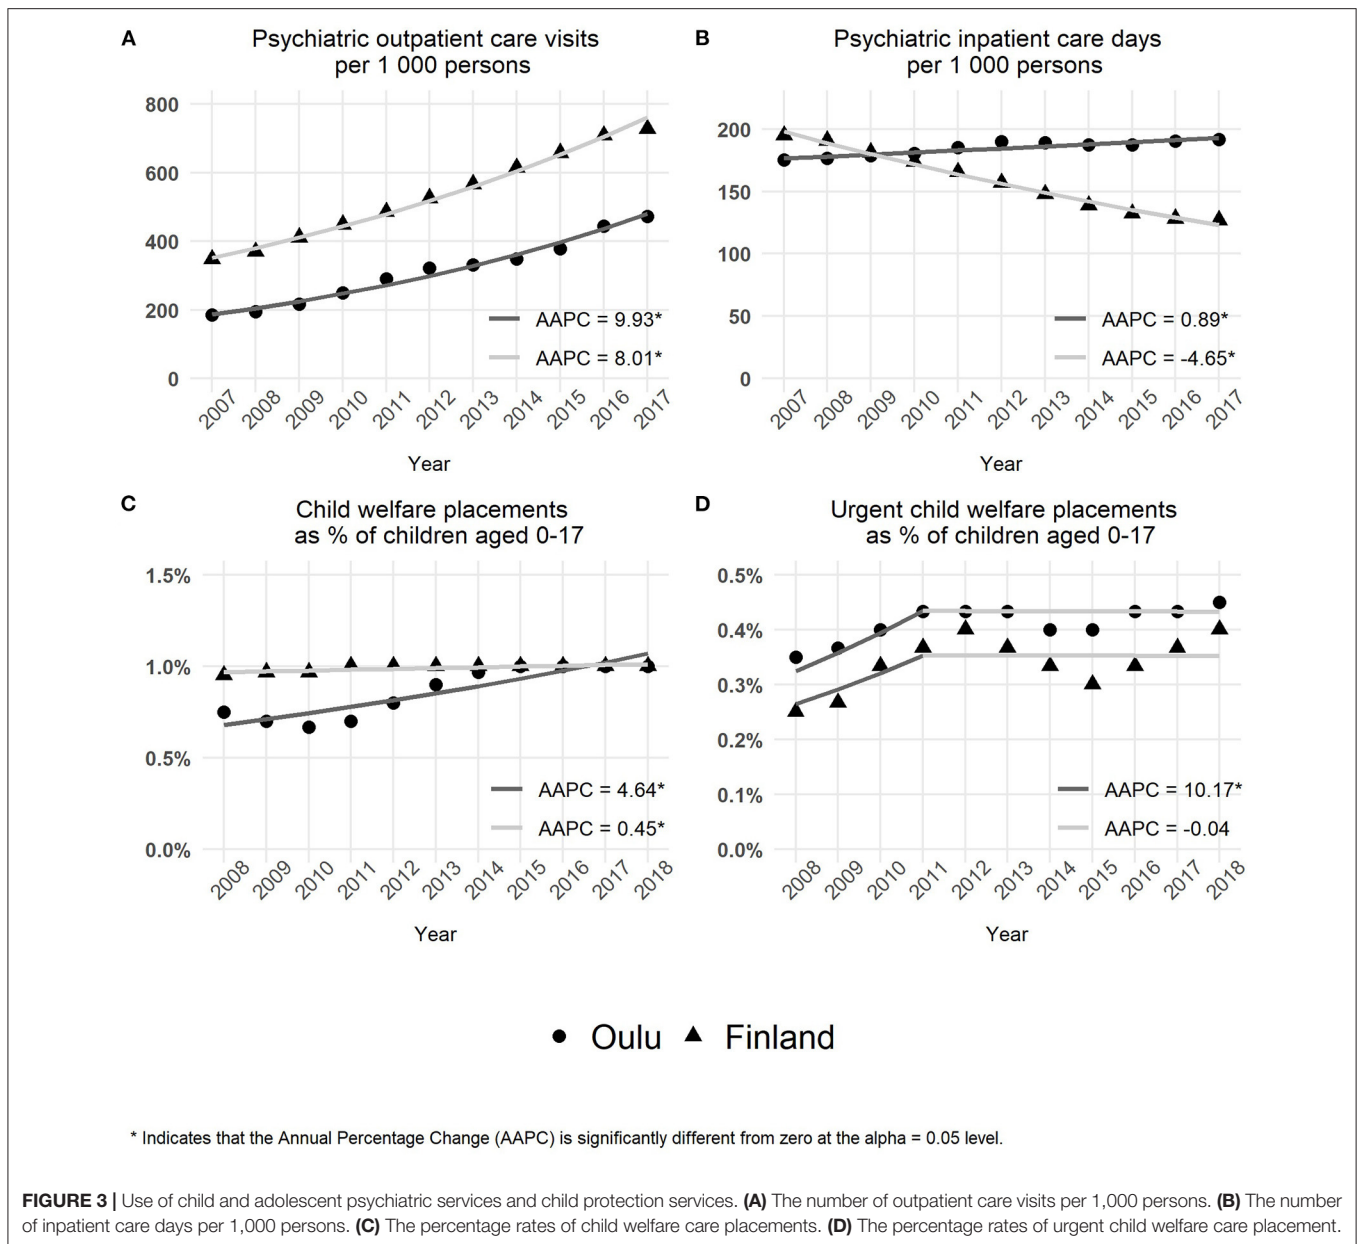 A
Psychiatric outpatient care visits
per 1 000 persons
800
600
400
200
0
AAPC = 9.93*
AAPC = 8.01*
2007
2008
2009
2010
2011
2012
2013
2014
2015
2016
2017
Year
B
Psychiatric inpatient care days
per 1 000 persons
200
150
100
50
0
AAPC = 0.89*
AAPC = -4.65*
2007
2008
2009
2010
2011
2012
2013
2014
2015
2016
2017
Year
C
Child welfare placements
as % of children aged 0-17
1.5%
1.0%
0.5%
0.0%
AAPC = 4.64*
AAPC = 0.45*
2008
2009
2010
2011
2012
2013
2014
2015
2016
2017
2018
Year
D
Urgent child welfare placements
as % of children aged 0-17
0.5%
0.4%
0.3%
0.2%
0.1%
0.0%
AAPC = 10.17*
AAPC = -0.04
2008
2009
2010
2011
2012
2013
2014
2015
2016
2017
2018
Year
Oulu Finland
* Indicates that the Annual Percentage Change (AAPC) is significantly different from zero at the alpha = 0.05 level.
FIGURE 3 | Use of child and adolescent psychiatric services and child protection services. (A) The number of outpatient care visits per 1,000 persons. (B) The number
of inpatient care days per 1,000 persons. (C) The percentage rates of child welfare care placements. (D) The percentage rates of urgent child welfare care placement.